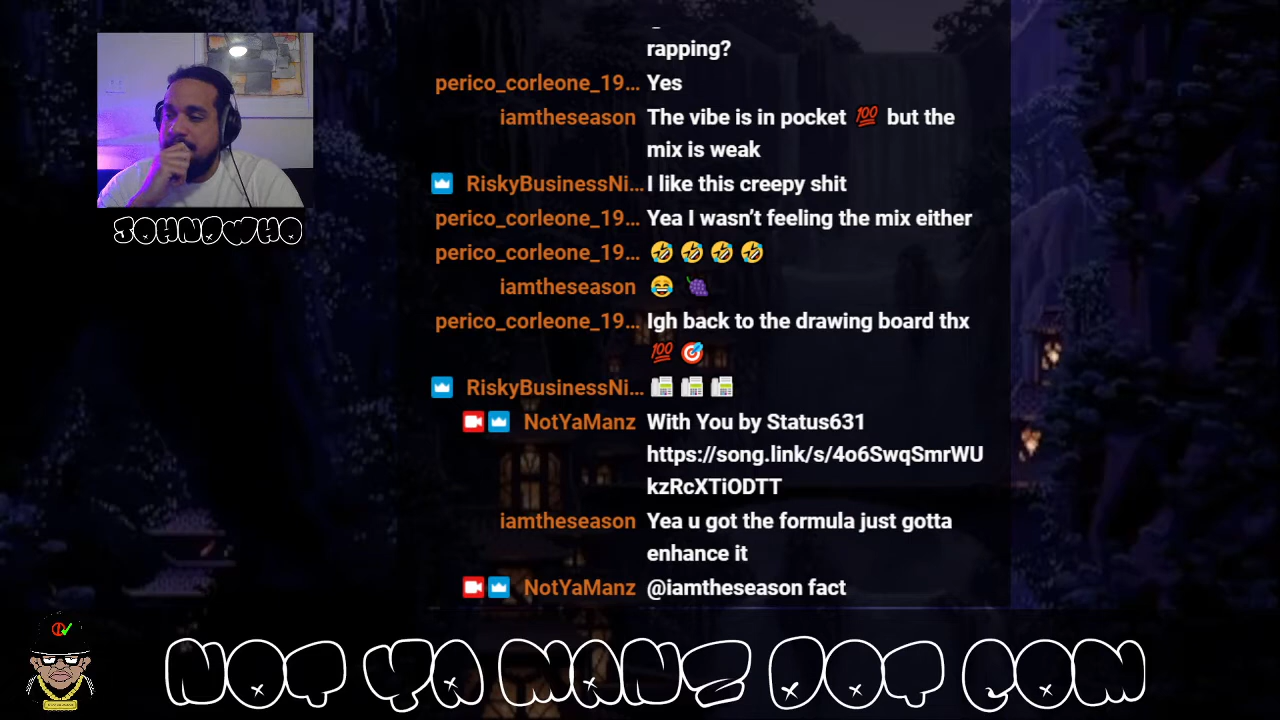 rapping?
perico_corleone_19... Yes
iamtheseason The vibe is in pocket 💯 but the
mix is weak
RiskyBusinessNi... I like this creepy shit
perico_corleone_19... Yea I wasn’t feeling the mix either
perico_corleone_19... 🤣 🤣 🤣 🤣
iamtheseason 😂 🍇
perico_corleone_19... Igh back to the drawing board thx
💯 🎯
RiskyBusinessNi... 📠 📠 📠
NotYaManz With You by Status631
https://song.link/s/4o6SwqSmrWU
kzRcXTiODTT
iamtheseason Yea u got the formula just gotta
enhance it
NotYaManz @iamtheseason fact
JOHNDWHO
NOT YA MANZ DOT COM